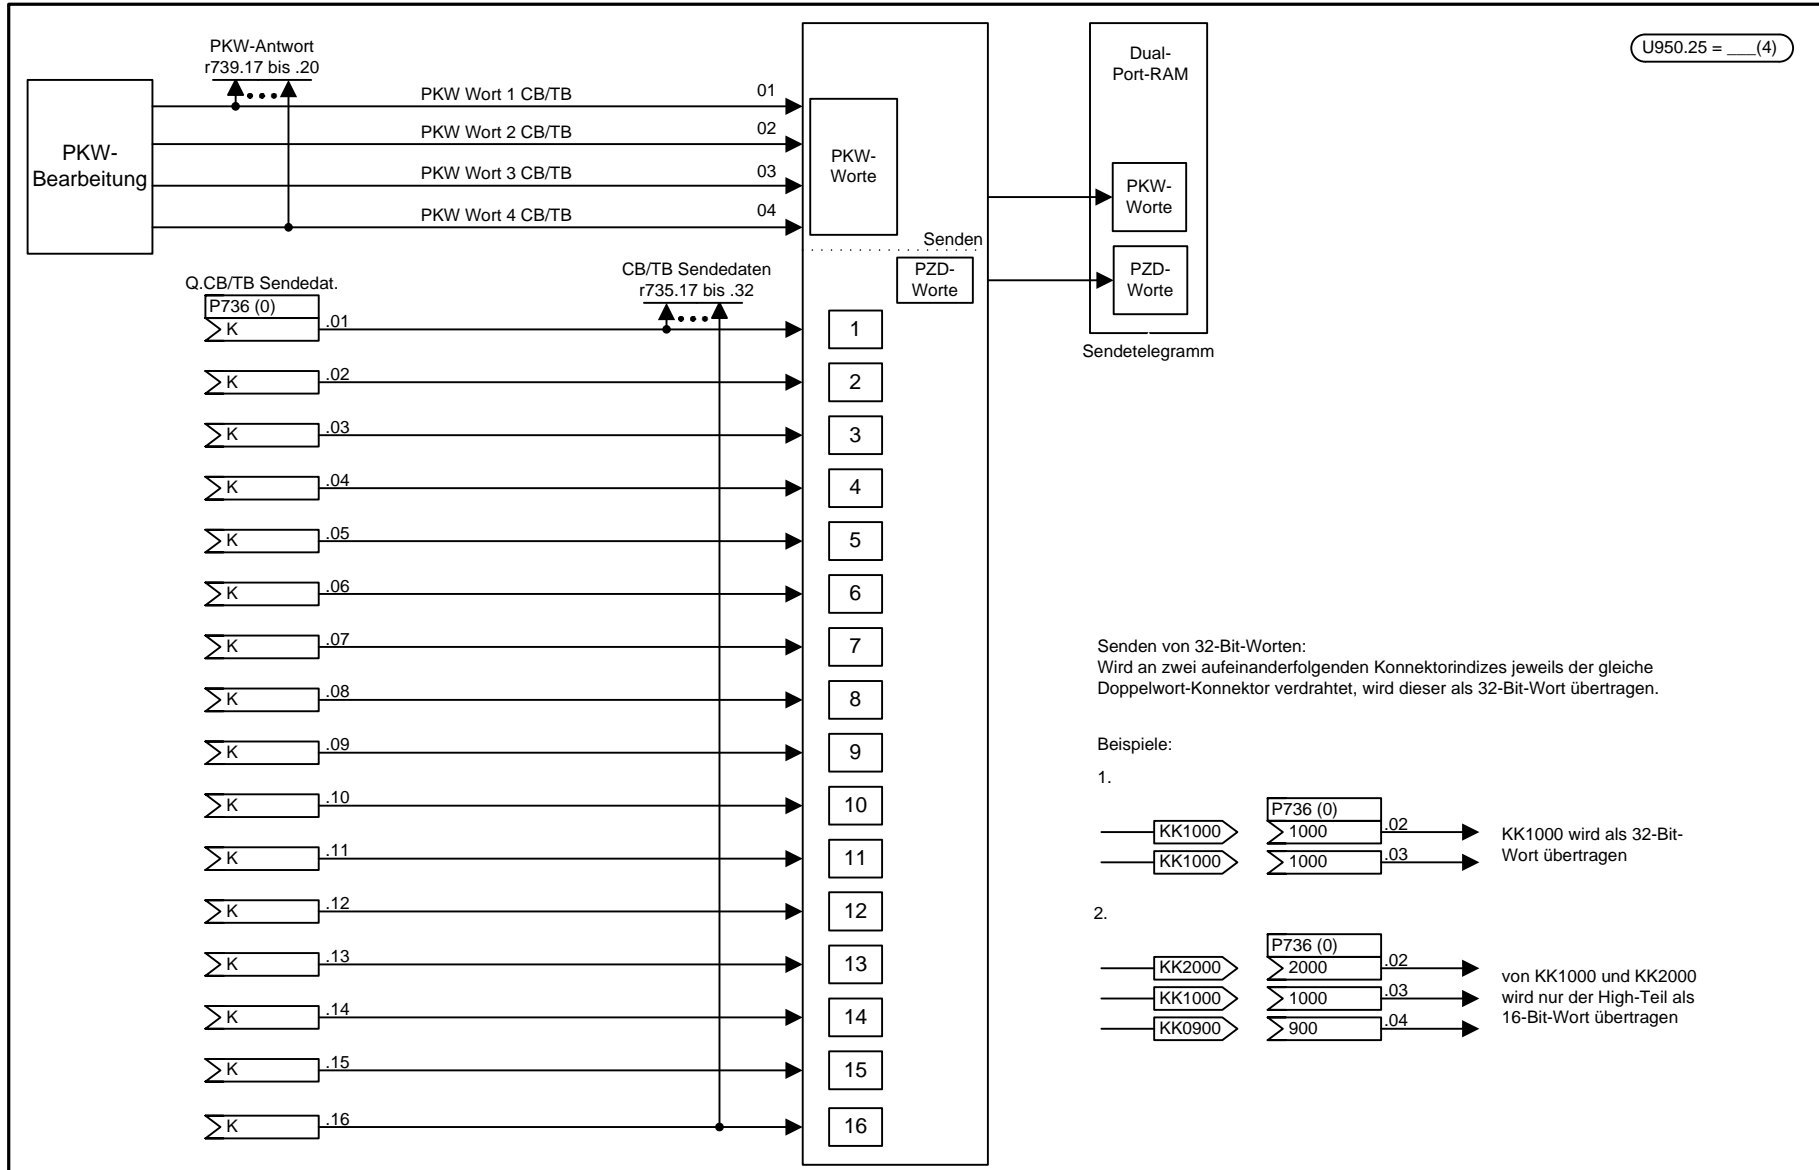 PKW-Antwort
r739.17 bis .20
PKW-
Bearbeitung
PKW Wort 1 CB/TB
01
PKW Wort 2 CB/TB
02
PKW Wort 3 CB/TB
03
PKW Wort 4 CB/TB
04
PKW-
Worte
Senden
PZD-
Worte
Dual-
Port-RAM
PKW-
Worte
PZD-
Worte
Sendetelegramm
U950.25 = ___(4)
Q.CB/TB Sendedat.
P736 (0)
CB/TB Sendedaten
r735.17 bis .32
K .01 1
K .02 2
K .03 3
K .04 4
K .05 5
K .06 6
K .07 7
K .08 8
K .09 9
K .10 10
K .11 11
K .12 12
K .13 13
K .14 14
K .15 15
K .16 16
Senden von 32-Bit-Worten:
Wird an zwei aufeinanderfolgenden Konnektorindizes jeweils der gleiche
Doppelwort-Konnektor verdrahtet, wird dieser als 32-Bit-Wort übertragen.
Beispiele:
1.
P736 (0)
KK1000 1000 .02
KK1000 1000 .03
KK1000 wird als 32-Bit-
Wort übertragen
2.
P736 (0)
KK2000 2000 .02
KK1000 1000 .03
KK0900 900 .04
von KK1000 und KK2000
wird nur der High-Teil als
16-Bit-Wort übertragen